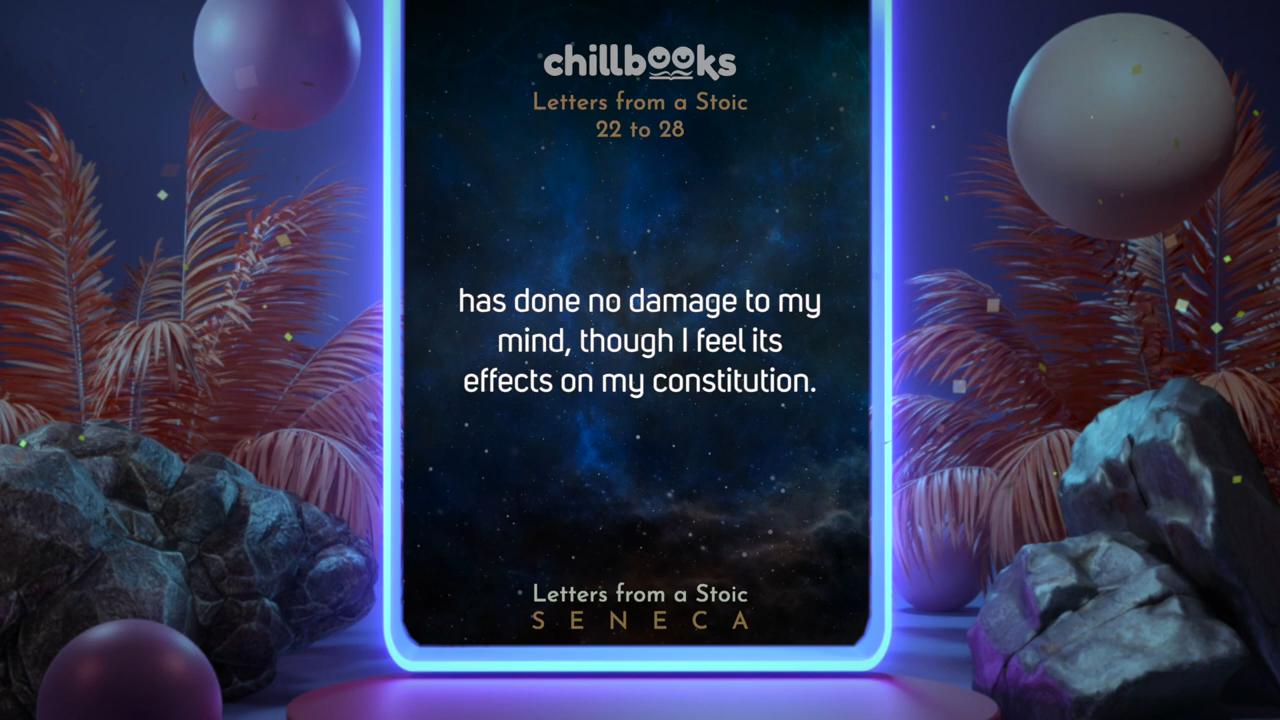 chillbooks
Letters from a Stoic
22 to 28
has done no damage to my
mind, though I feel its
effects on my constitution.
Letters from a Stoic
SENECA